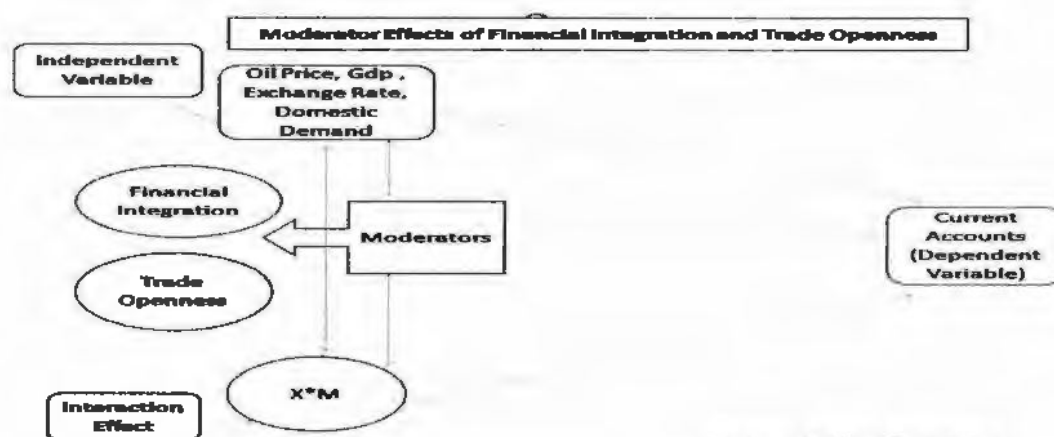 Moderator Effects of Financial Integration and Trade Openness
Independent
Variable
Oil Price, Gdp ,
Exchange Rate,
Domestic
Demand
Financial
Integration
Moderators
Trade
Openness
Current
Accounts
(Dependent
Variable)
X*M
Interaction
Effect